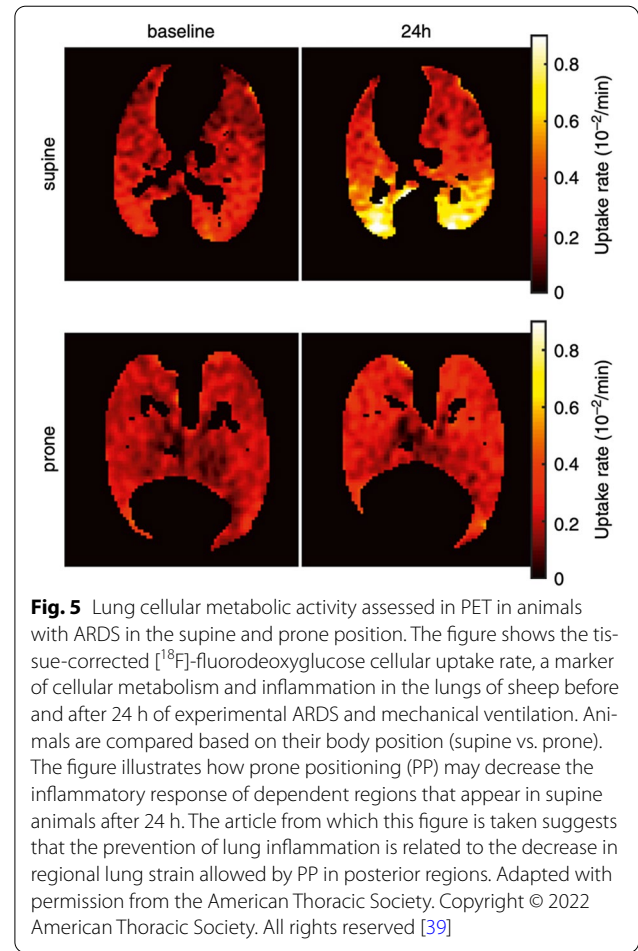 baseline
24h
supine
0.8
0.6
0.4
0.2
0
Uptake rate (10⁻²/min)
prone
0.8
0.6
0.4
0.2
0
Uptake rate (10⁻²/min)
Fig. 5 Lung cellular metabolic activity assessed in PET in animals
with ARDS in the supine and prone position. The figure shows the tis-
sue-corrected [¹⁸F]-fluorodeoxyglucose cellular uptake rate, a marker
of cellular metabolism and inflammation in the lungs of sheep before
and after 24 h of experimental ARDS and mechanical ventilation. Ani-
mals are compared based on their body position (supine vs. prone).
The figure illustrates how prone positioning (PP) may decrease the
inflammatory response of dependent regions that appear in supine
animals after 24 h. The article from which this figure is taken suggests
that the prevention of lung inflammation is related to the decrease in
regional lung strain allowed by PP in posterior regions. Adapted with
permission from the American Thoracic Society. Copyright © 2022
American Thoracic Society. All rights reserved [39]